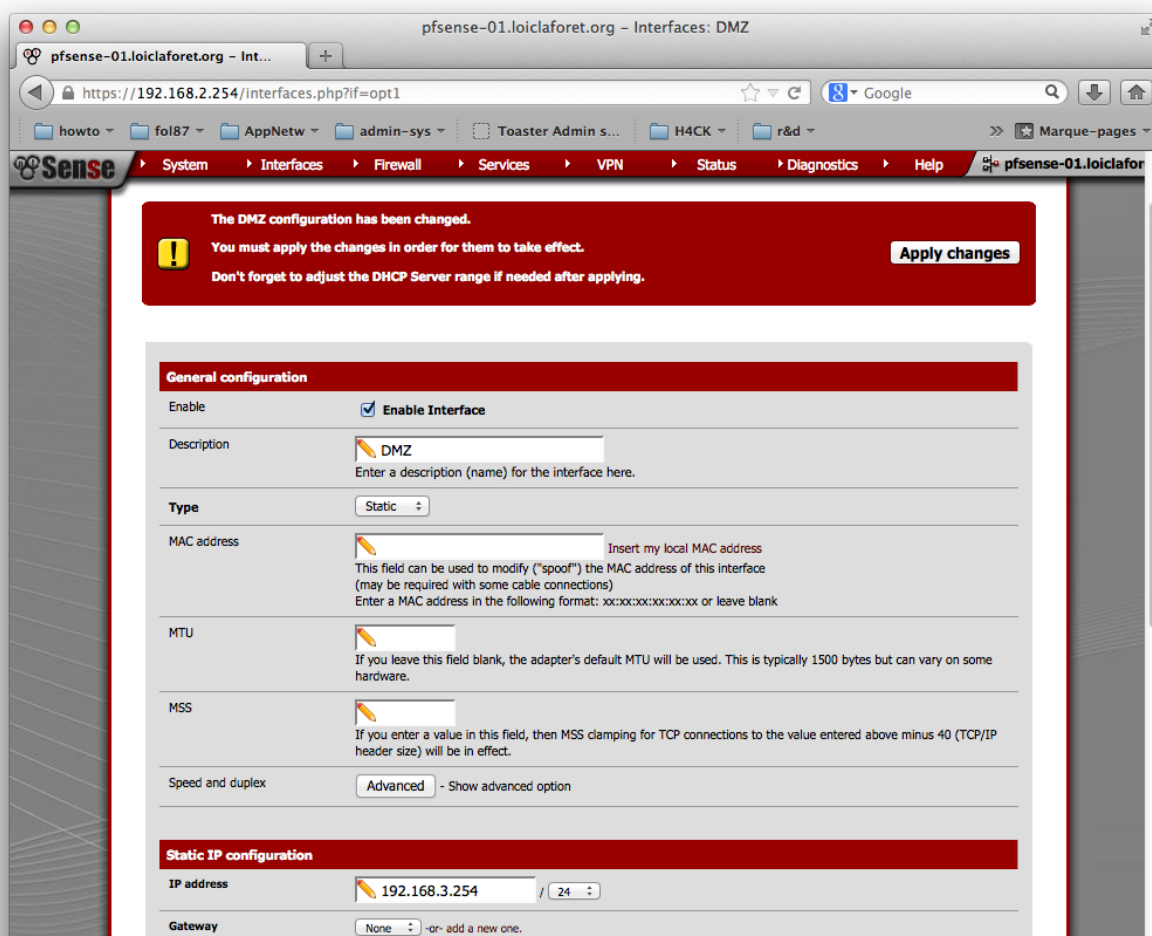 pfsense-01.loiclaforet.org – Interfaces: DMZ
pfsense-01.loiclaforet.org – Int...
https://192.168.2.254/interfaces.php?if=opt1
Google
howto fol87 AppNetw admin-sys Toaster Admin s... H4CK r&d Marque-pages
Sense System Interfaces Firewall Services VPN Status Diagnostics Help pfsense-01.loiclafor
The DMZ configuration has been changed.
You must apply the changes in order for them to take effect.
Apply changes
Don't forget to adjust the DHCP Server range if needed after applying.
General configuration
Enable Enable Interface
Description DMZ
Enter a description (name) for the interface here.
Type Static
MAC address Insert my local MAC address
This field can be used to modify ("spoof") the MAC address of this interface
(may be required with some cable connections)
Enter a MAC address in the following format: xx:xx:xx:xx:xx:xx or leave blank
MTU
If you leave this field blank, the adapter's default MTU will be used. This is typically 1500 bytes but can vary on some
hardware.
MSS
If you enter a value in this field, then MSS clamping for TCP connections to the value entered above minus 40 (TCP/IP
header size) will be in effect.
Speed and duplex Advanced - Show advanced option
Static IP configuration
IP address 192.168.3.254 / 24
Gateway None -or- add a new one.